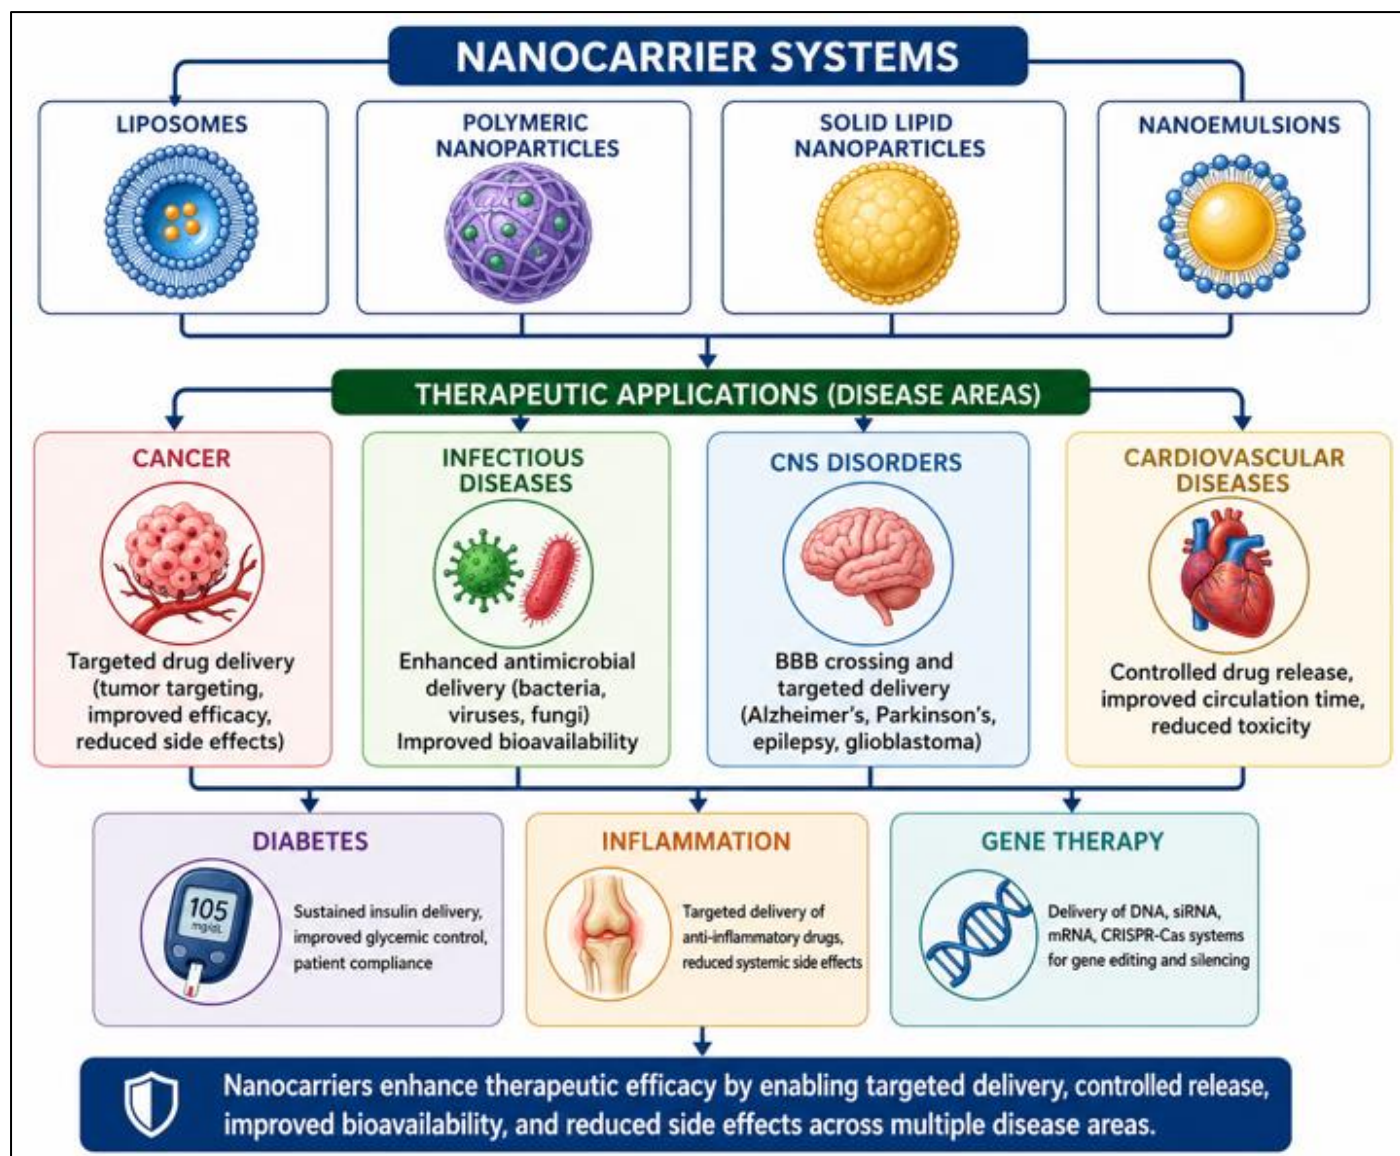 NANOCARRIER SYSTEMS
LIPOSOMES
POLYMERIC
NANOPARTICLES
SOLID LIPID
NANOPARTICLES
NANOEMULSIONS
THERAPEUTIC APPLICATIONS (DISEASE AREAS)
CANCER
Targeted drug delivery
(tumor targeting,
improved efficacy,
reduced side effects)
INFECTIOUS
DISEASES
Enhanced antimicrobial
delivery (bacteria,
viruses, fungi)
Improved bioavailability
CNS DISORDERS
BBB crossing and
targeted delivery
(Alzheimer's, Parkinson's,
epilepsy, glioblastoma)
CARDIOVASCULAR
DISEASES
Controlled drug release,
improved circulation time,
reduced toxicity
DIABETES
105
mg/dL
Sustained insulin delivery,
improved glycemic control,
patient compliance
INFLAMMATION
Targeted delivery of
anti-inflammatory drugs,
reduced systemic side effects
GENE THERAPY
Delivery of DNA, siRNA,
mRNA, CRISPR-Cas systems
for gene editing and silencing
Nanocarriers enhance therapeutic efficacy by enabling targeted delivery, controlled release,
improved bioavailability, and reduced side effects across multiple disease areas.